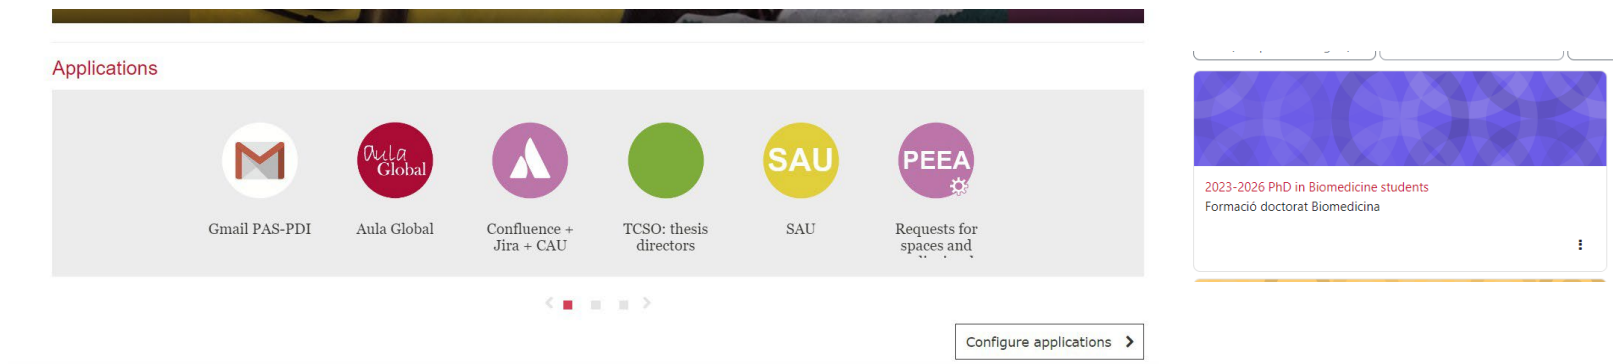 Applications
aula
Global
SAU
PEEA
Gmail PAS-PDI
Aula Global
Confluence +
Jira + CAU
TCSO: thesis
directors
SAU
Requests for
spaces and
Configure applications
2023-2026 PhD in Biomedicine students
Formació doctorat Biomedicina